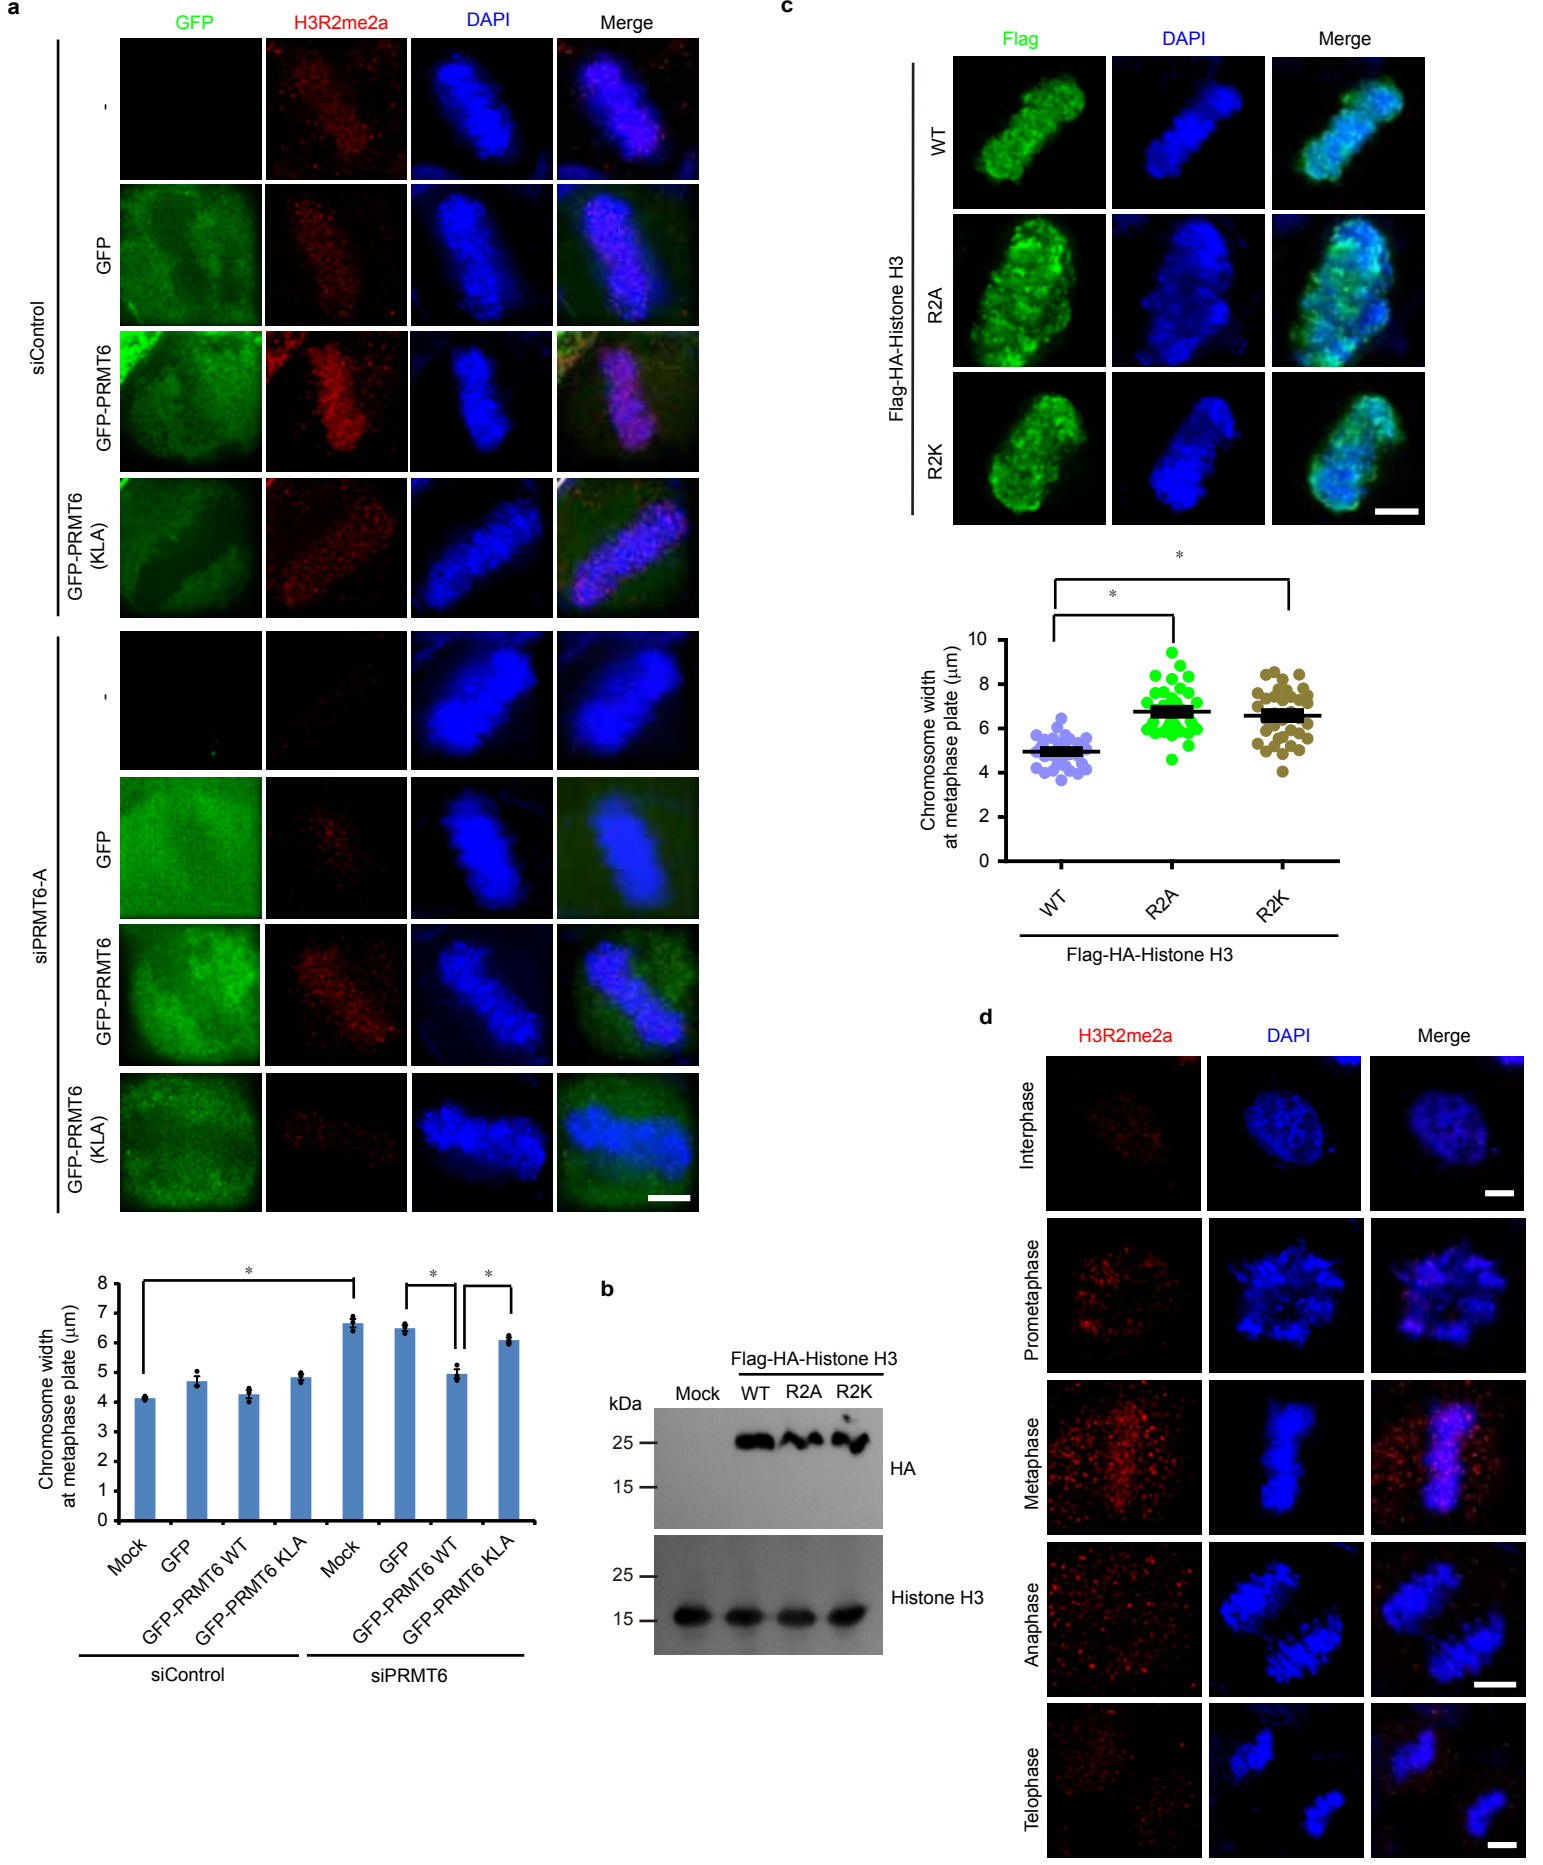 a
GFP H3R2me2a DAPI Merge
siControl
-
GFP
GFP-PRMT6
GFP-PRMT6
(KLA)
siPRMT6-A
-
GFP
GFP-PRMT6
GFP-PRMT6
(KLA)
Chromosome width
at metaphase plate (μm)
8
7
6
5
4
3
2
1
0
* * *
Mock GFP GFP-PRMT6 WT GFP-PRMT6 KLA Mock GFP GFP-PRMT6 WT GFP-PRMT6 KLA
siControl siPRMT6
b
Flag-HA-Histone H3
Mock WT R2A R2K
kDa
25
15
HA
25
15
Histone H3
c
Flag DAPI Merge
Flag-HA-Histone H3
WT
R2A
R2K
*
*
Chromosome width
at metaphase plate (μm)
10
8
6
4
2
0
WT R2A R2K
Flag-HA-Histone H3
d
H3R2me2a DAPI Merge
Interphase
Prometaphase
Metaphase
Anaphase
Telophase